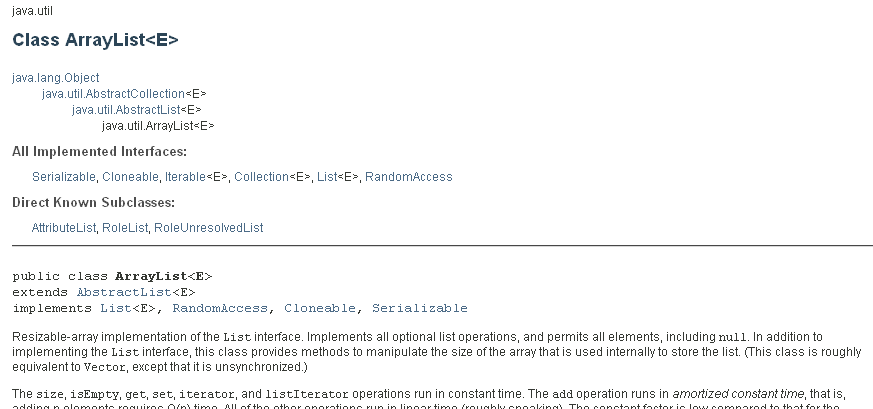 java.util
Class ArrayList<E>
java.lang.Object
java.util.AbstractCollection<E>
java.util.AbstractList<E>
java.util.ArrayList<E>
All Implemented Interfaces:
Serializable, Cloneable, Iterable<E>, Collection<E>, List<E>, RandomAccess
Direct Known Subclasses:
AttributeList, RoleList, RoleUnresolvedList
public class ArrayList<E>
extends AbstractList<E>
implements List<E>, RandomAccess, Cloneable, Serializable
Resizable-array implementation of the List interface. Implements all optional list operations, and permits all elements, including null. In addition to
implementing the List interface, this class provides methods to manipulate the size of the array that is used internally to store the list. (This class is roughly
equivalent to Vector, except that it is unsynchronized.)
The size, isEmpty, get, set, iterator, and listIterator operations run in constant time. The add operation runs in amortized constant time, that is,
adding n elements requires O(n) time. All of the other operations run in linear time (roughly speaking). The constant factor is low compared to that for the